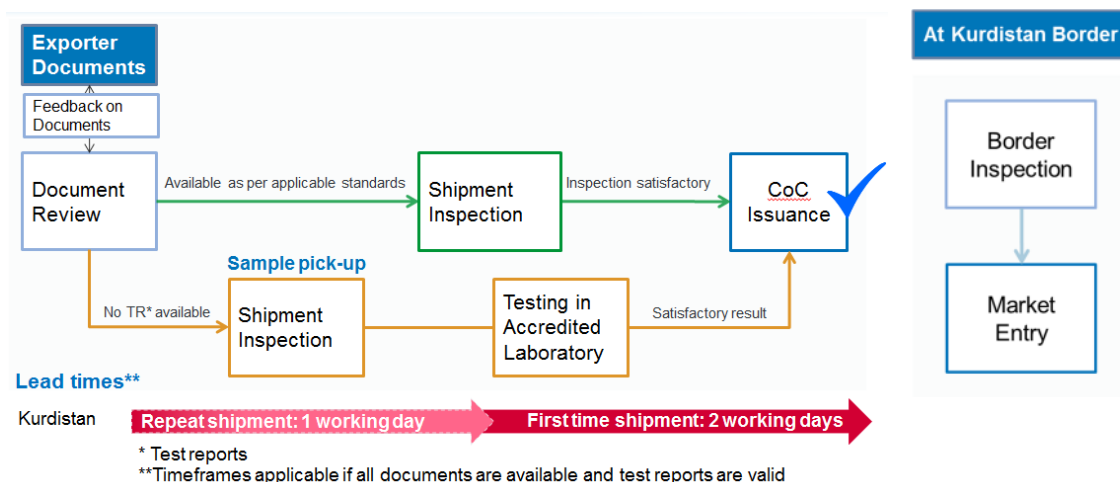 Exporter
Documents
At Kurdistan Border
Feedback on
Documents
Document
Review
Available as per applicable standards
Shipment
Inspection
Inspection satisfactory
CoC
Issuance
Border
Inspection
Sample pick-up
No TR* available
Shipment
Inspection
Testing in
Accredited
Laboratory
Satisfactory result
Market
Entry
Lead times**
Kurdistan
Repeat shipment: 1 working day
First time shipment: 2 working days
* Test reports
**Timeframes applicable if all documents are available and test reports are valid